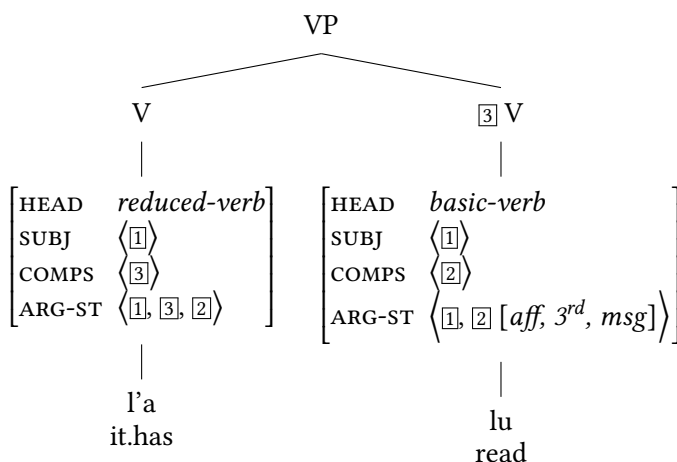 VP
V
3 V
HEAD reduced-verb
SUBJ ⟨1⟩
COMPS ⟨3⟩
ARG-ST ⟨1, 3, 2⟩
HEAD basic-verb
SUBJ ⟨1⟩
COMPS ⟨2⟩
ARG-ST ⟨1, 2 [aff, 3rd, msg]⟩
l'a
it.has
lu
read